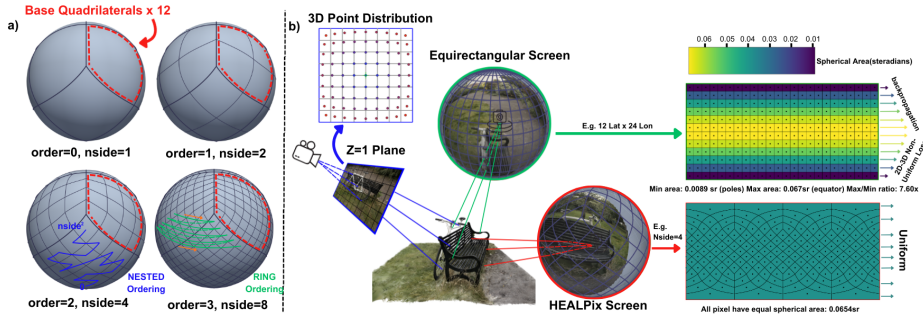 a)
Base Quadrilaterals x 12
order=0, nside=1
order=1, nside=2
nside²
0
NESTED
Ordering
RING
Ordering
order=2, nside=4
order=3, nside=8
b)
3D Point Distribution
Equirectangular Screen
Z=1 Plane
HEALPix Screen
E.g. 12 Lat x 24 Lon
E.g.
Nside=4
0.06 0.05 0.04 0.03 0.02 0.01
Spherical Area(steradians)
backpropagation
2D-3D Non-
Uniform
Min area: 0.0089 sr (poles) Max area: 0.067sr (equator) Max/Min ratio: 7.60x
Uniform
All pixel have equal spherical area: 0.0654sr